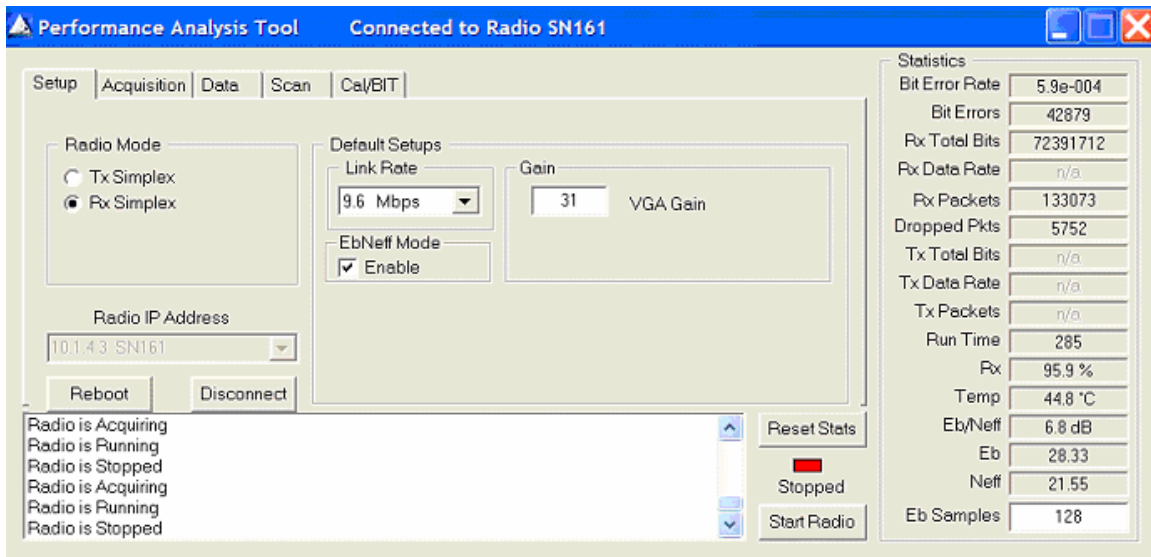 Performance Analysis Tool Connected to Radio SN161
Setup Acquisition Data Scan Cal/BIT
Radio Mode
Tx Simplex
Rx Simplex
Radio IP Address
10.1.4.3 SN161
Reboot Disconnect
Default Setups
Link Rate
9.6 Mbps
EbNeff Mode
Enable
Gain
31 VGA Gain
Radio is Acquiring
Radio is Running
Radio is Stopped
Radio is Acquiring
Radio is Running
Radio is Stopped
Reset Stats
Stopped
Start Radio
Statistics
Bit Error Rate 5.9e-004
Bit Errors 42879
Rx Total Bits 72391712
Rx Data Rate n/a
Rx Packets 133073
Dropped Pkts 5752
Tx Total Bits n/a
Tx Data Rate n/a
Tx Packets n/a
Run Time 285
Rx 95.9 %
Temp 44.8 °C
Eb/Neff 6.8 dB
Eb 28.33
Neff 21.55
Eb Samples 128